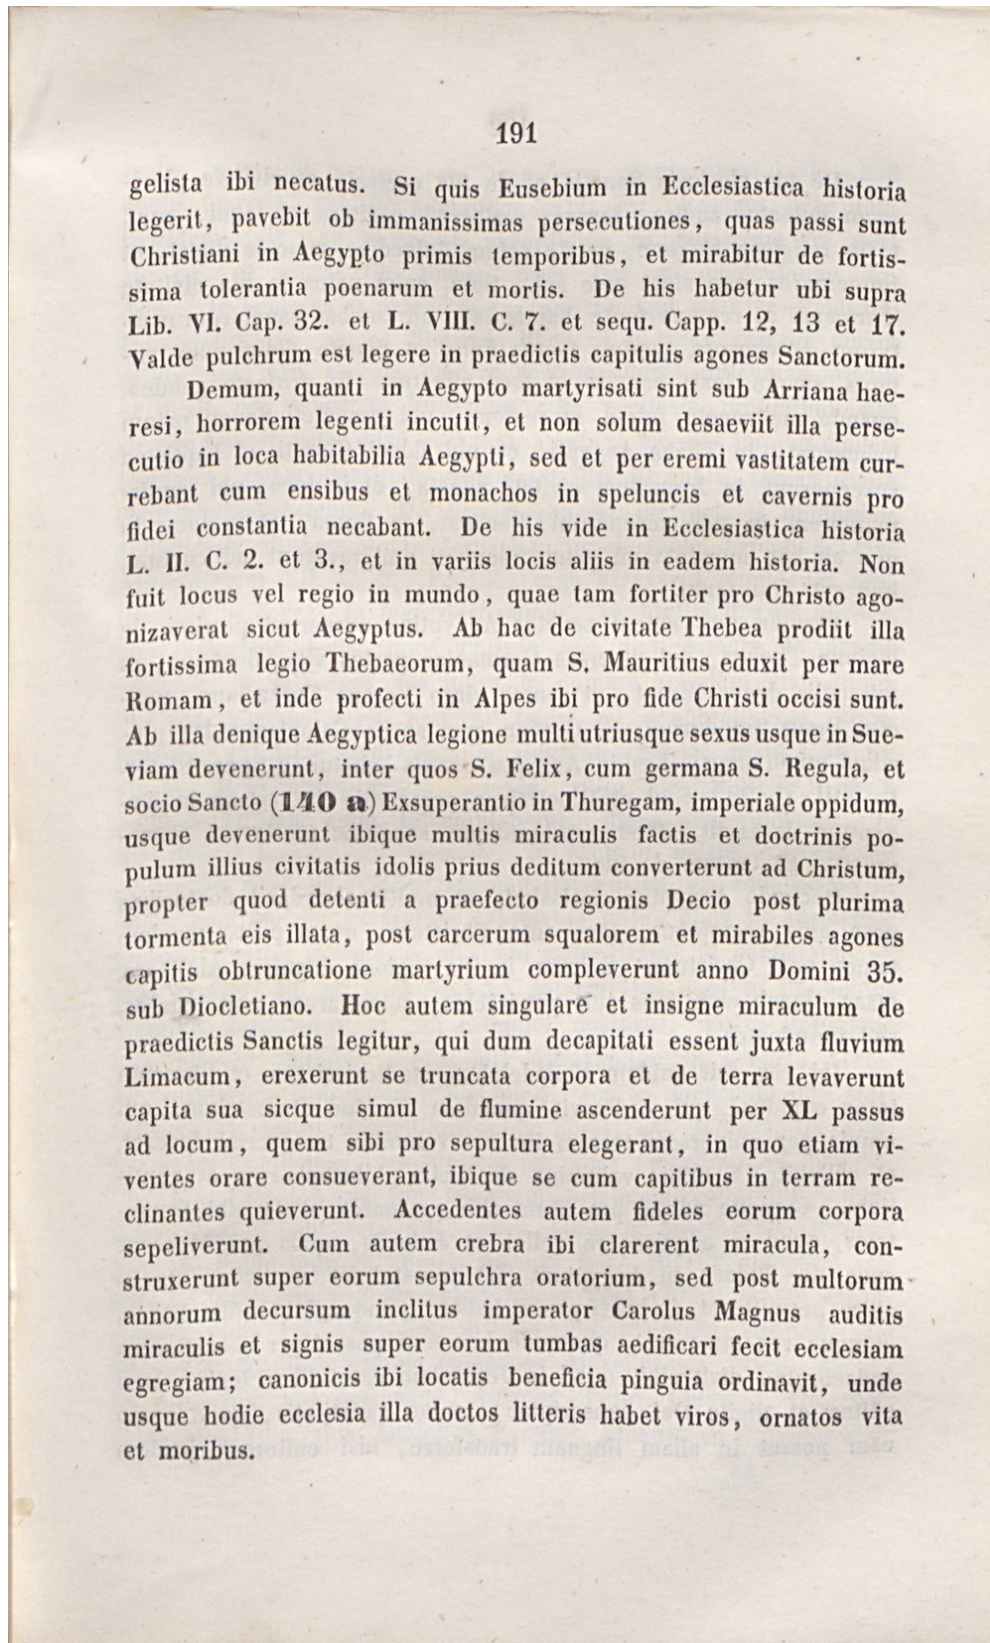 191
gelista ibi necatus. Si quis Eusebium in Ecclesiastica historia
legerit, pavebit ob immanissimas persecutiones, quas passi sunt
Christiani in Aegypto primis temporibus, et mirabitur de fortis-
sima tolerantia poenarum et mortis. De his habetur ubi supra
Lib. VI. Cap. 32. et L. VIII. C. 7. et sequ. Capp. 12, 13 et 17.
Valde pulchrum est legere in praedictis capitulis agones Sanctorum.
Demum, quanti in Aegypto martyrisati sint sub Arriana hae-
resi, horrorem legenti incutit, et non solum desaeviit illa perse-
cutio in loca habitabilia Aegypti, sed et per eremi vastitatem cur-
rebant cum ensibus et monachos in speluncis et cavernis pro
fidei constantia necabant. De his vide in Ecclesiastica historia
L. II. C. 2. et 3., et in variis locis aliis in eadem historia. Non
fuit locus vel regio in mundo, quae tam fortiter pro Christo ago-
nizaverat sicut Aegyptus. Ab hac de civitate Thebea prodiit illa
fortissima legio Thebaeorum, quam S. Mauritius eduxit per mare
Romam, et inde profecti in Alpes ibi pro fide Christi occisi sunt.
Ab illa denique Aegyptica legione multi utriusque sexus usque in Sue-
viam devenerunt, inter quos S. Felix, cum germana S. Regula, et
socio Sancto (140 a) Exsuperantio in Thuregam, imperiale oppidum,
usque devenerunt ibique multis miraculis factis et doctrinis po-
pulum illius civitatis idolis prius deditum converterunt ad Christum,
propter quod detenti a praefecto regionis Decio post plurima
tormenta eis illata, post carcerum squalorem et mirabiles agones
capitis obtruncatione martyrium compleverunt anno Domini 35.
sub Diocletiano. Hoc autem singulare et insigne miraculum de
praedictis Sanctis legitur, qui dum decapitati essent juxta fluvium
Limacum, erexerunt se truncata corpora et de terra levaverunt
capita sua sicque simul de flumine ascenderunt per XL passus
ad locum, quem sibi pro sepultura elegerant, in quo etiam vi-
ventes orare consueverant, ibique se cum capitibus in terram re-
clinantes quieverunt. Accedentes autem fideles eorum corpora
sepeliverunt. Cum autem crebra ibi clarerent miracula, con-
struxerunt super eorum sepulchra oratorium, sed post multorum
annorum decursum inclitus imperator Carolus Magnus auditis
miraculis et signis super eorum tumbas aedificari fecit ecclesiam
egregiam; canonicis ibi locatis beneficia pinguia ordinavit, unde
usque hodie ecclesia illa doctos litteris habet viros, ornatos vita
et moribus.